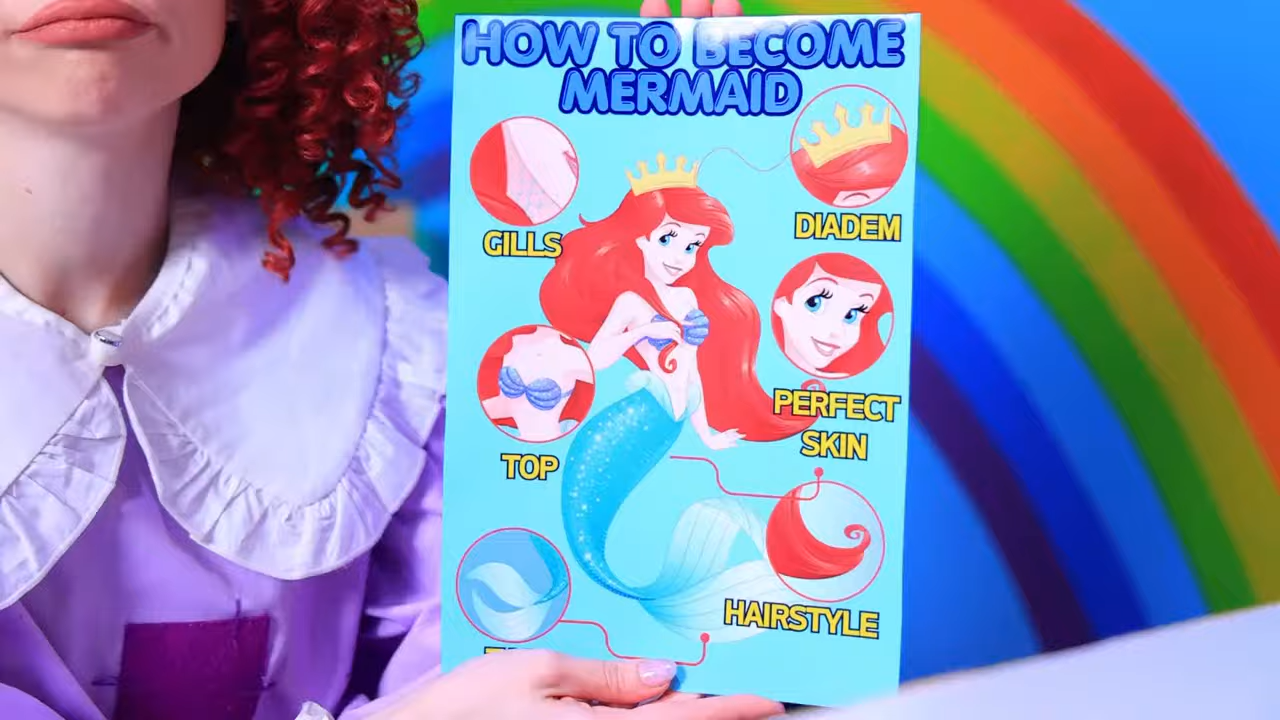 HOW TO BECOME
MERMAID
GILLS
DIADEM
TOP
PERFECT
SKIN
HAIRSTYLE